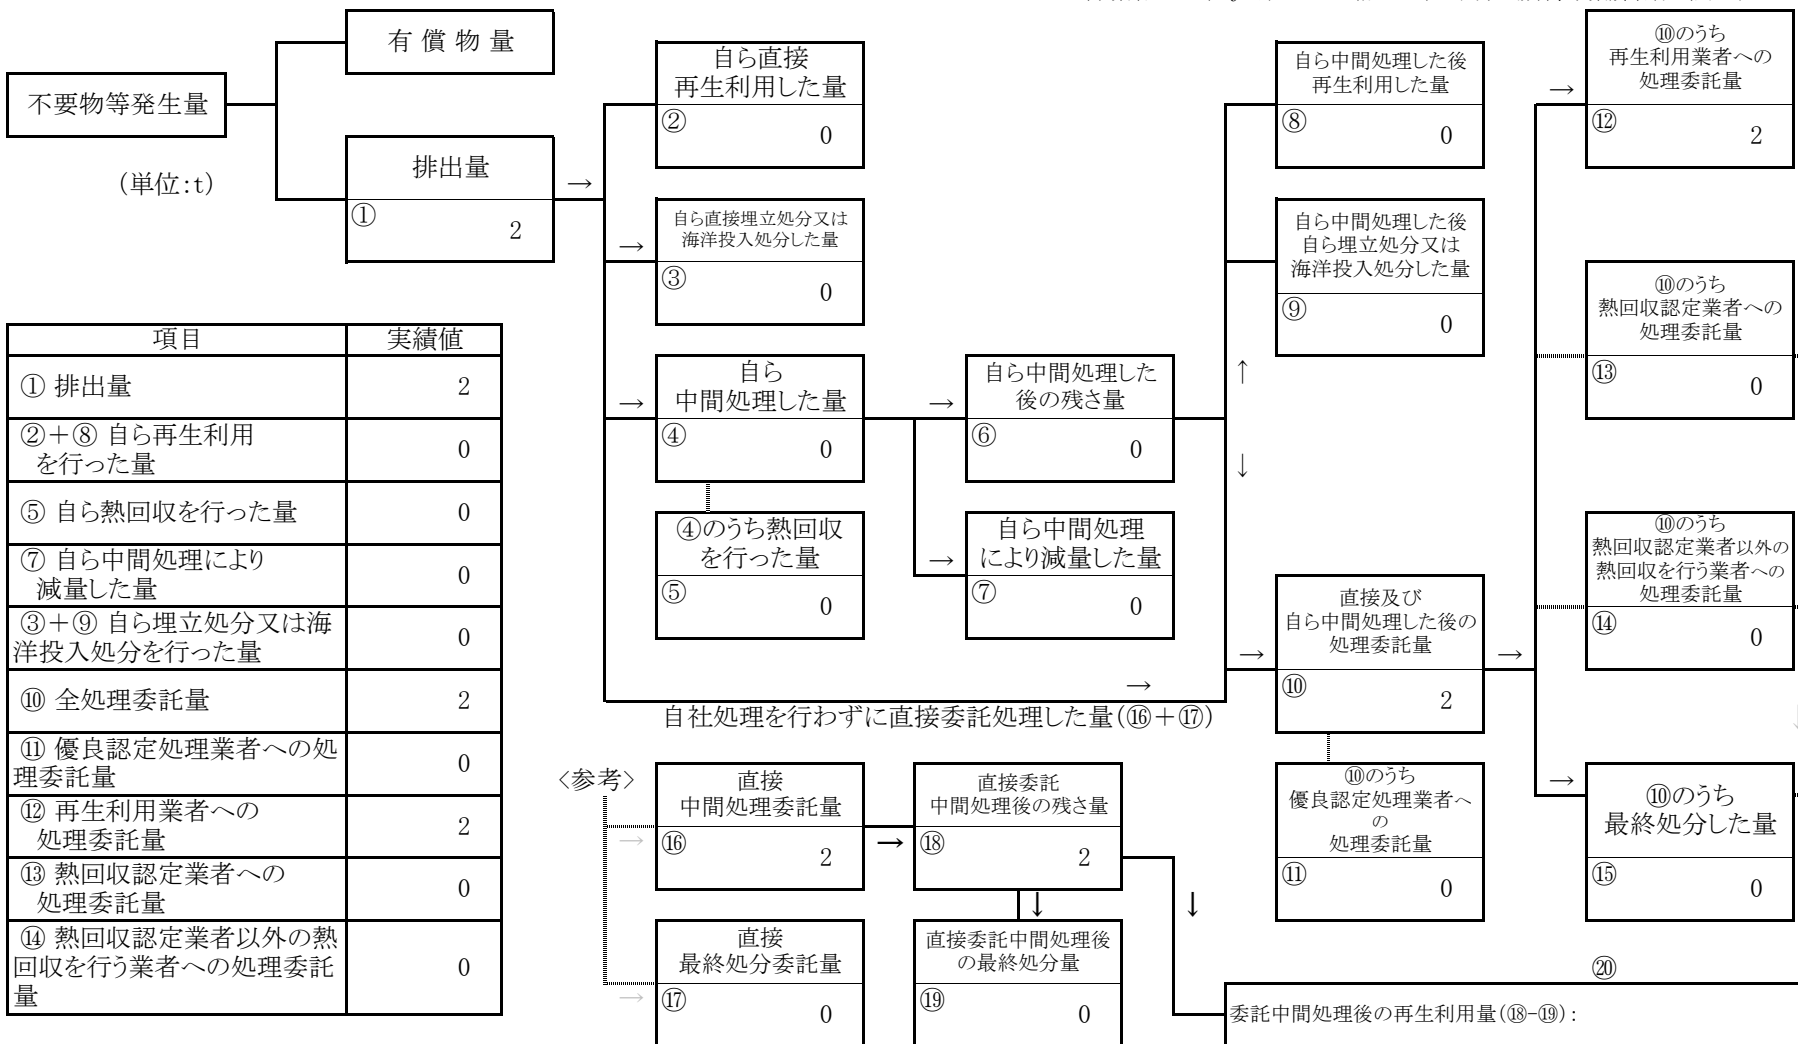 不要物等発生量
(単位:t)
有 償 物 量
排出量
①
2
自ら直接
再生利用した量
②
0
自ら直接埋立処分又は
海洋投入処分した量
③
0
自ら
中間処理した量
④
0
④のうち熱回収
を行った量
⑤
0
自ら中間処理した
後の残さ量
⑥
0
自ら中間処理
により減量した量
⑦
0
自ら中間処理した後
再生利用した量
⑧
0
自ら中間処理した後
自ら埋立処分又は
海洋投入処分した量
⑨
0
直接及び
自ら中間処理した後の
処理委託量
⑩
2
⑩のうち
優良認定処理業者へ
の
処理委託量
⑪
0
⑩のうち
再生利用業者への
処理委託量
⑫
2
⑩のうち
熱回収認定業者への
処理委託量
⑬
0
⑩のうち
熱回収認定業者以外の
熱回収を行う業者への
処理委託量
⑭
0
⑩のうち
最終処分した量
⑮
0
自社処理を行わずに直接委託処理した量(⑯+⑰)
<参考>
直接
中間処理委託量
⑯
2
直接
最終処分委託量
⑰
0
直接委託
中間処理後の残さ量
⑱
2
直接委託中間処理後
の最終処分量
⑲
0
⑳
委託中間処理後の再生利用量(⑱-⑲):
項目 実績値
① 排出量 2
②+⑧ 自ら再生利用
を行った量 0
⑤ 自ら熱回収を行った量 0
⑦ 自ら中間処理により
減量した量 0
③+⑨ 自ら埋立処分又は海
洋投入処分を行った量 0
⑩ 全処理委託量 2
⑪ 優良認定処理業者への処
理委託量 0
⑫ 再生利用業者への
処理委託量 2
⑬ 熱回収認定業者への
処理委託量 0
⑭ 熱回収認定業者以外の熱
回収を行う業者への処理委託
量 0